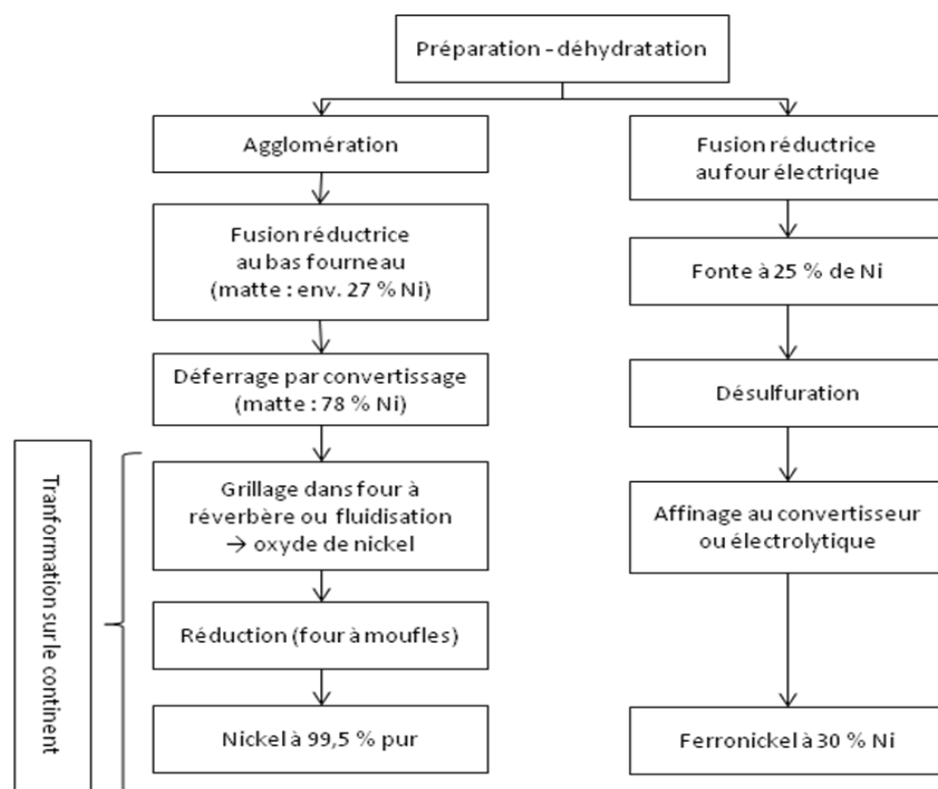 Préparation - déhydratation
Agglomération
Fusion réductrice
au bas fourneau
(matte : env. 27 % Ni)
Déferrage par convertissage
(matte : 78 % Ni)
Grillage dans four à
réverbère ou fluidisation
→ oxyde de nickel
Réduction (four à moufles)
Nickel à 99,5 % pur
Tranformation sur le continent
Fusion réductrice
au four électrique
Fonte à 25 % de Ni
Désulfuration
Affinage au convertisseur
ou électrolytique
Ferronickel à 30 % Ni